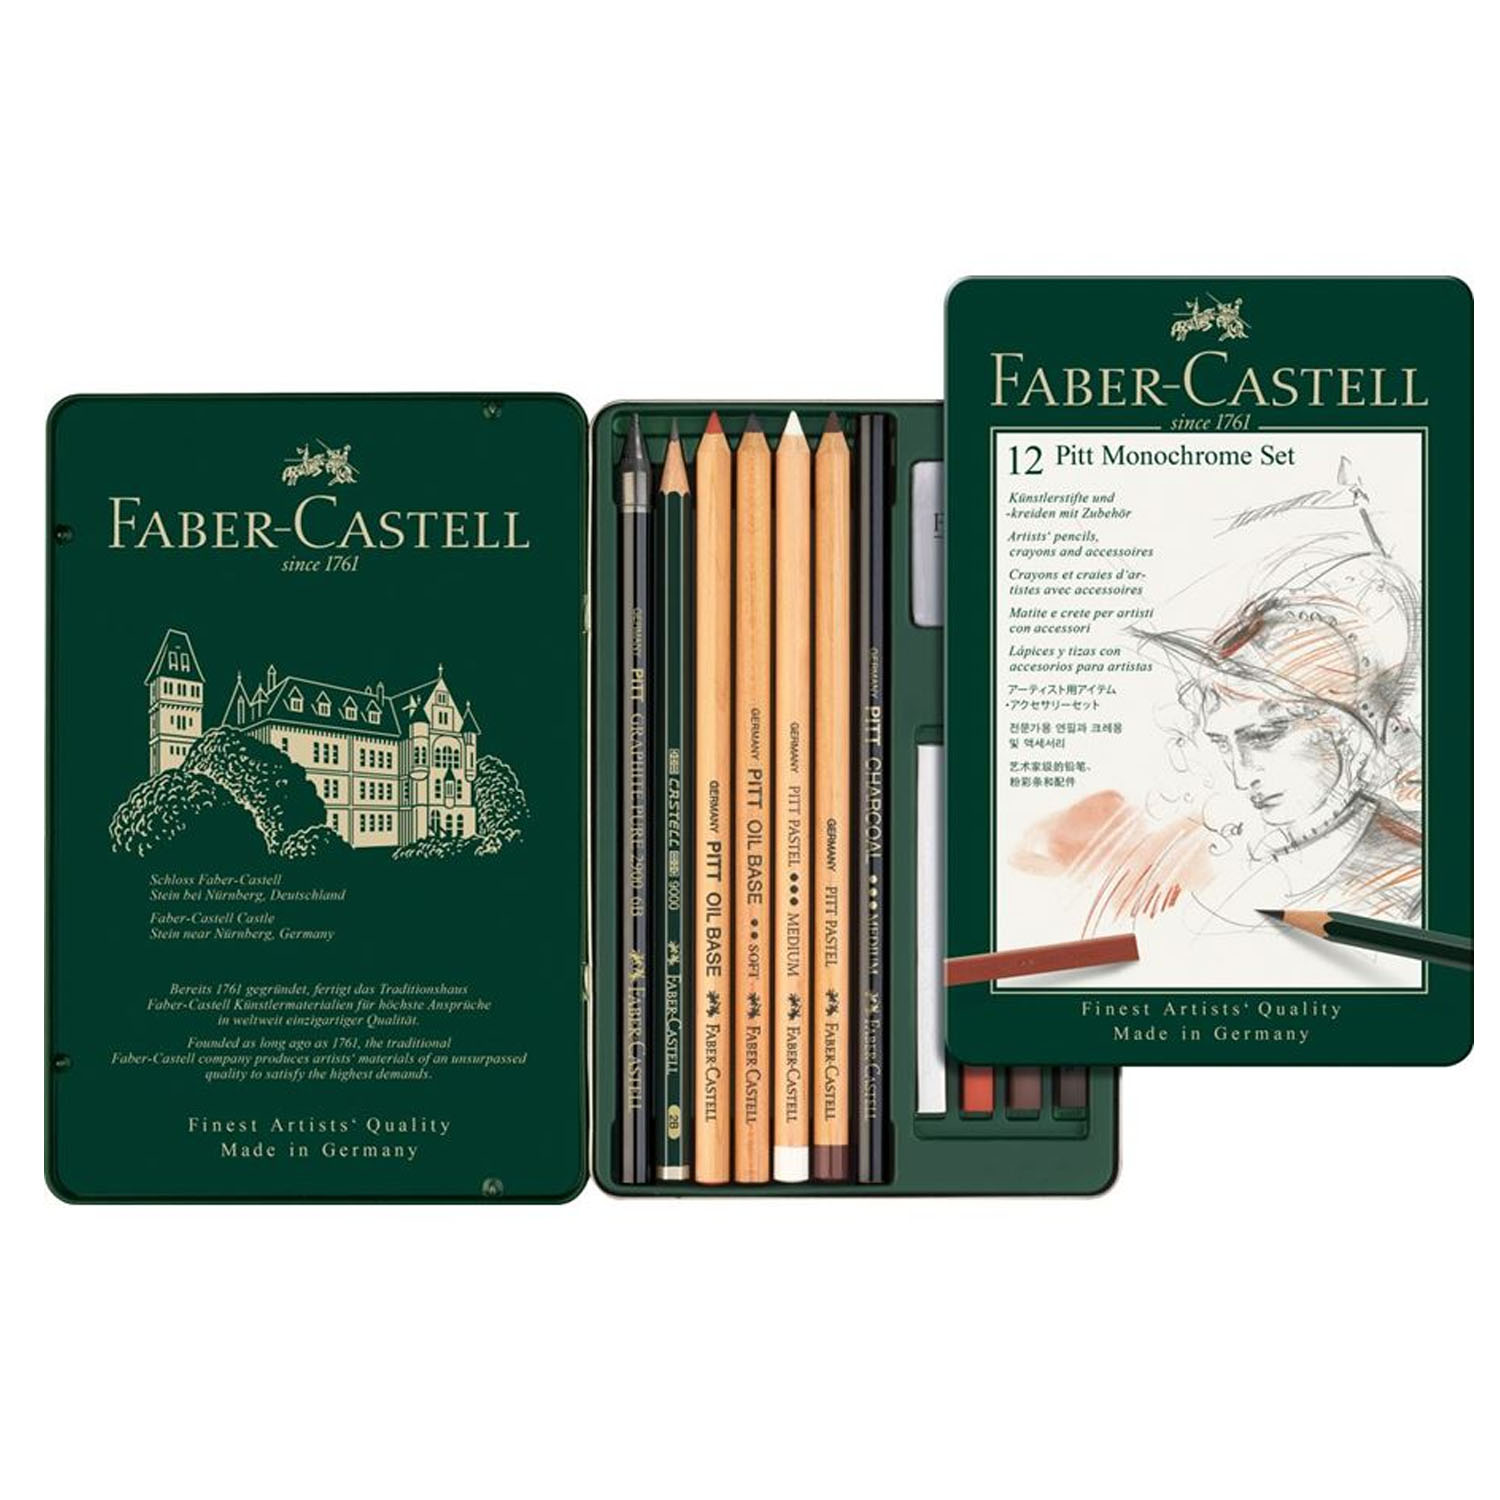 FABER-CASTELL
since 1761
Schloss Faber-Castell
Stein bei Nürnberg, Deutschland
Faber-Castell Castle
Stein near Nürnberg, Germany
Bereits 1761 gegründet, fertigt das Traditionshaus
Faber-Castell Künstlermaterialien für höchste Ansprüche
in weltweit einzigartiger Qualität.
Founded as long ago as 1761, the traditional
Faber-Castell company produces artists' materials of an unsurpassed
quality to satisfy the highest demands.
Finest Artists' Quality
Made in Germany
GERMANY PITT GRAPHITE PURE 2900 6B FABER-CASTELL
CASTELL 9000 FABER-CASTELL 2B
GERMANY PITT OIL BASE FABER-CASTELL
GERMANY PITT OIL BASE •• SOFT FABER-CASTELL
GERMANY PITT PASTEL ••• MEDIUM FABER-CASTELL
GERMANY PITT PASTEL FABER-CASTELL
GERMANY PITT CHARCOAL ••• MEDIUM FABER-CASTELL
F
FABER-CASTELL
since 1761
12 Pitt Monochrome Set
Künstlerstifte und
-kreiden mit Zubehör
Artists' pencils,
crayons and accessoires
Crayons et craies d'ar-
tistes avec accessoires
Matite e crete per artisti
con accessori
Lápices y tizas con
accesorios para artistas
アーティスト用アイテム
・アクセサリーセット
전문가용 연필과 크레용
및 액세서리
艺术家级的铅笔、
粉彩条和配件
Finest Artists' Quality
Made in Germany